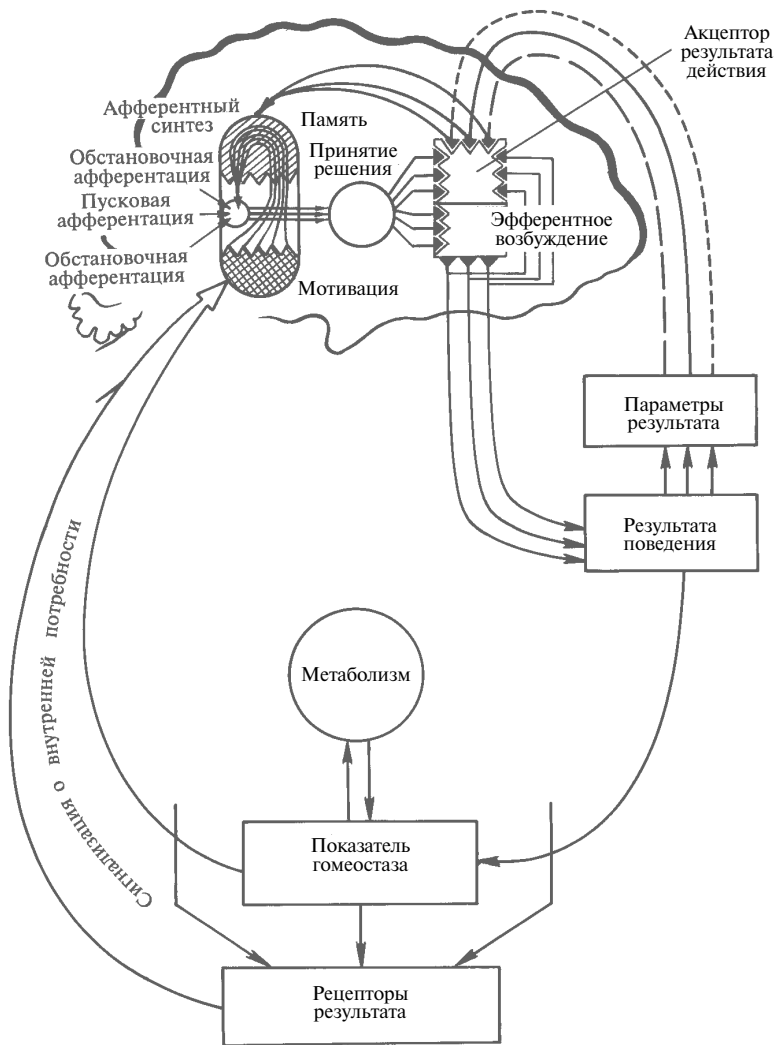 Акцептор
результата
действия
Афферентный
синтез
Память
Обстановочная
афферентация
Принятие
решения
Пусковая
афферентация
Эфферентное
возбуждение
Обстановочная
афферентация
Мотивация
Параметры
результата
Результата
поведения
Сигнализация о внутренней потребности
Метаболизм
Показатель
гомеостаза
Рецепторы
результата